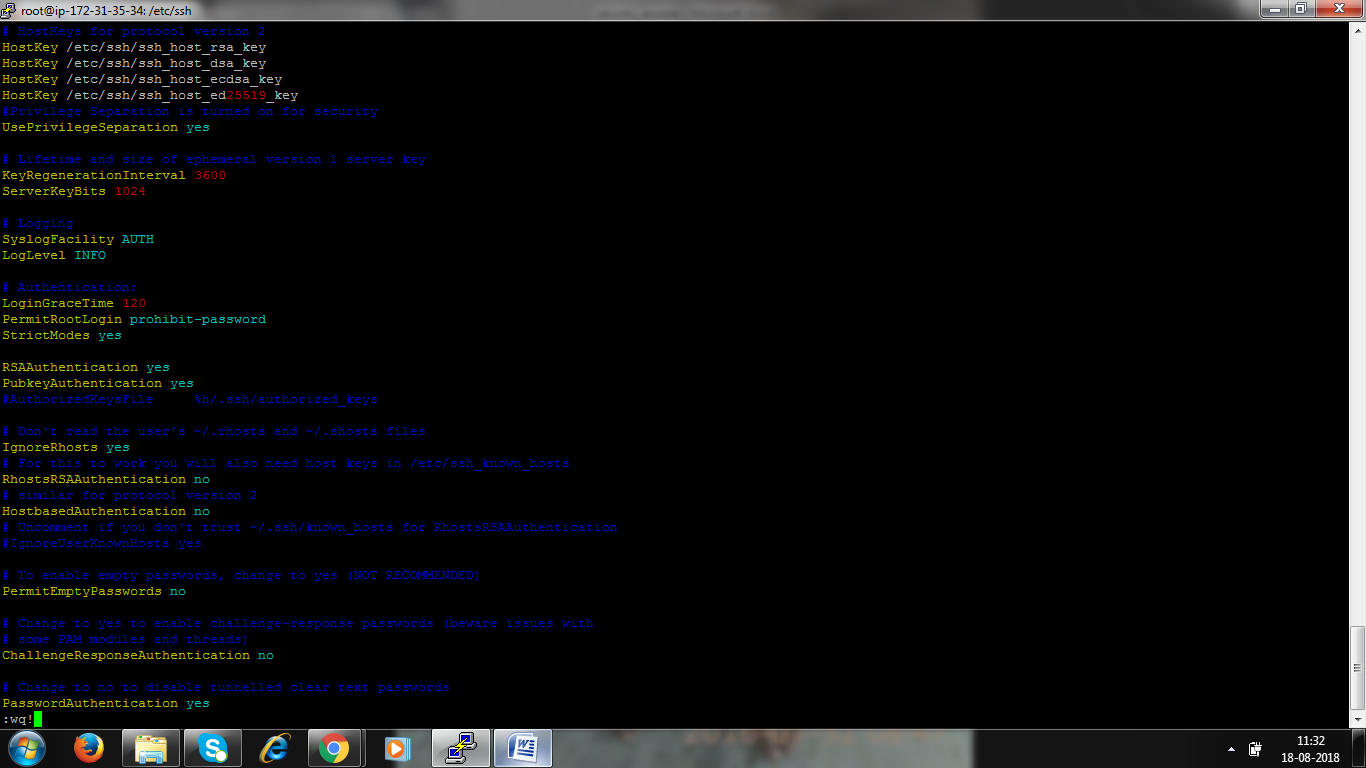 root@ip-172-31-35-34: /etc/ssh
# HostKeys for protocol version 2
HostKey /etc/ssh/ssh_host_rsa_key
HostKey /etc/ssh/ssh_host_dsa_key
HostKey /etc/ssh/ssh_host_ecdsa_key
HostKey /etc/ssh/ssh_host_ed25519_key
#Privilege Separation is turned on for security
UsePrivilegeSeparation yes
# Lifetime and size of ephemeral version 1 server key
KeyRegenerationInterval 3600
ServerKeyBits 1024
# Logging
SyslogFacility AUTH
LogLevel INFO
# Authentication:
LoginGraceTime 120
PermitRootLogin prohibit-password
StrictModes yes
RSAAuthentication yes
PubkeyAuthentication yes
#AuthorizedKeysFile     %h/.ssh/authorized_keys
# Don't read the user's ~/.rhosts and ~/.shosts files
IgnoreRhosts yes
# For this to work you will also need host keys in /etc/ssh_known_hosts
RhostsRSAAuthentication no
# similar for protocol version 2
HostbasedAuthentication no
# Uncomment if you don't trust ~/.ssh/known_hosts for RhostsRSAAuthentication
#IgnoreUserKnownHosts yes
# To enable empty passwords, change to yes (NOT RECOMMENDED)
PermitEmptyPasswords no
# Change to yes to enable challenge-response passwords (beware issues with
# some PAM modules and threads)
ChallengeResponseAuthentication no
# Change to no to disable tunnelled clear text passwords
PasswordAuthentication yes
:wq!
11:32
18-08-2018